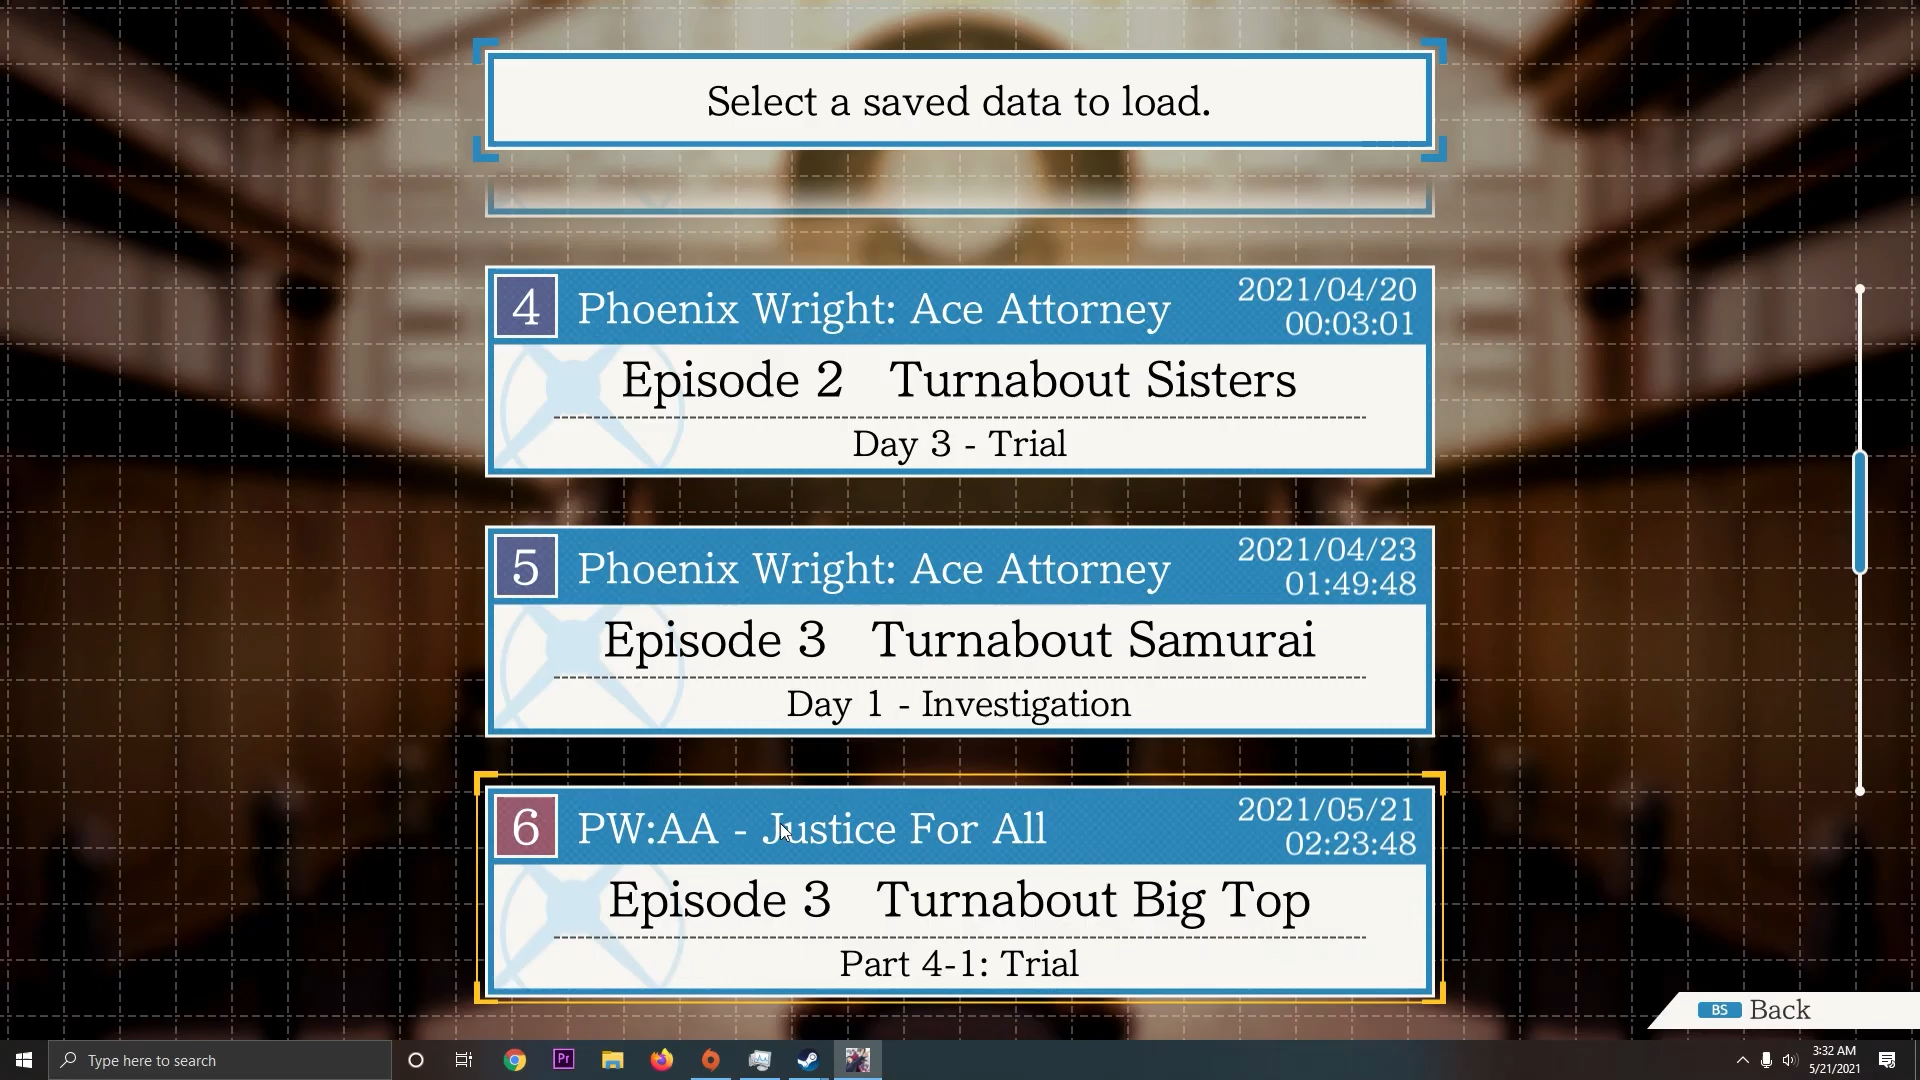 Select a saved data to load.
4 Phoenix Wright: Ace Attorney 2021/04/20 00:03:01
Episode 2 Turnabout Sisters
Day 3 - Trial
5 Phoenix Wright: Ace Attorney 2021/04/23 01:49:48
Episode 3 Turnabout Samurai
Day 1 - Investigation
6 PW:AA - Justice For All 2021/05/21 02:23:48
Episode 3 Turnabout Big Top
Part 4-1: Trial
BS Back
Type here to search
Pr
3:32 AM
5/21/2021